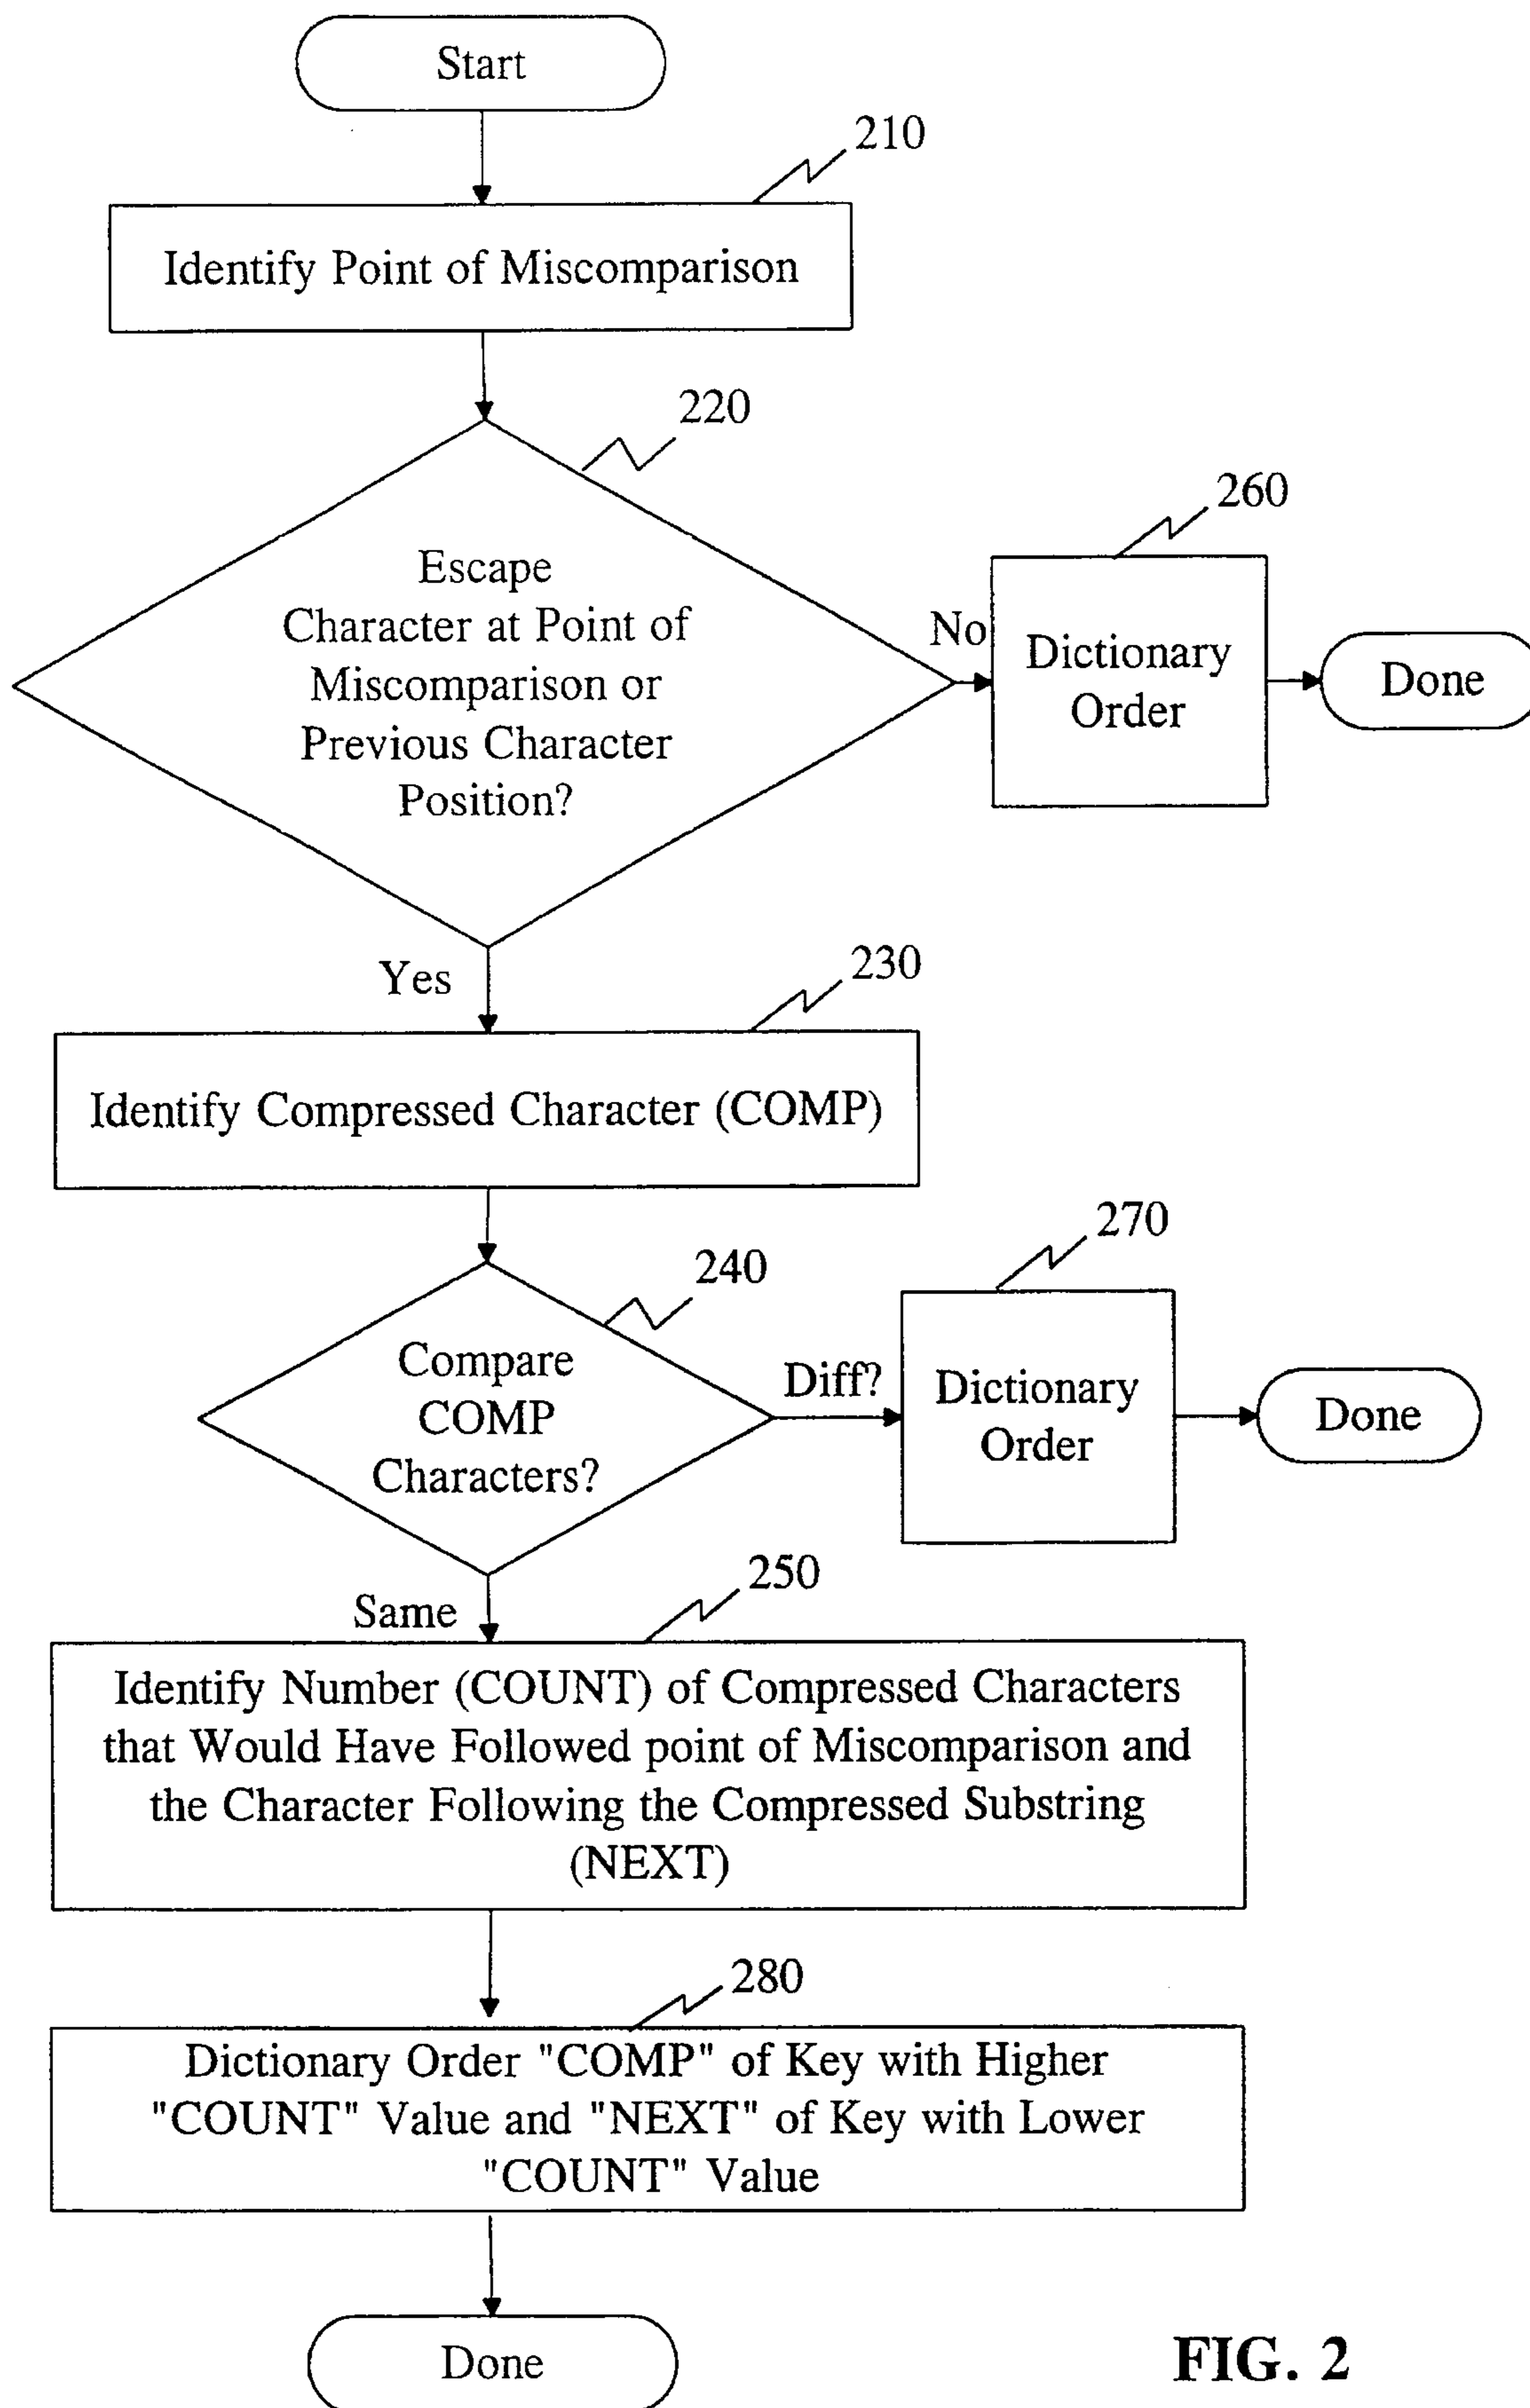 Start
210
Identify Point of Miscomparison
220
Escape
Character at Point of
Miscomparison or
Previous Character
Position?
No
260
Dictionary
Order
Done
Yes
230
Identify Compressed Character (COMP)
240
Compare
COMP
Characters?
Diff?
270
Dictionary
Order
Done
Same
250
Identify Number (COUNT) of Compressed Characters
that Would Have Followed point of Miscomparison and
the Character Following the Compressed Substring
(NEXT)
280
Dictionary Order "COMP" of Key with Higher
"COUNT" Value and "NEXT" of Key with Lower
"COUNT" Value
Done
FIG. 2